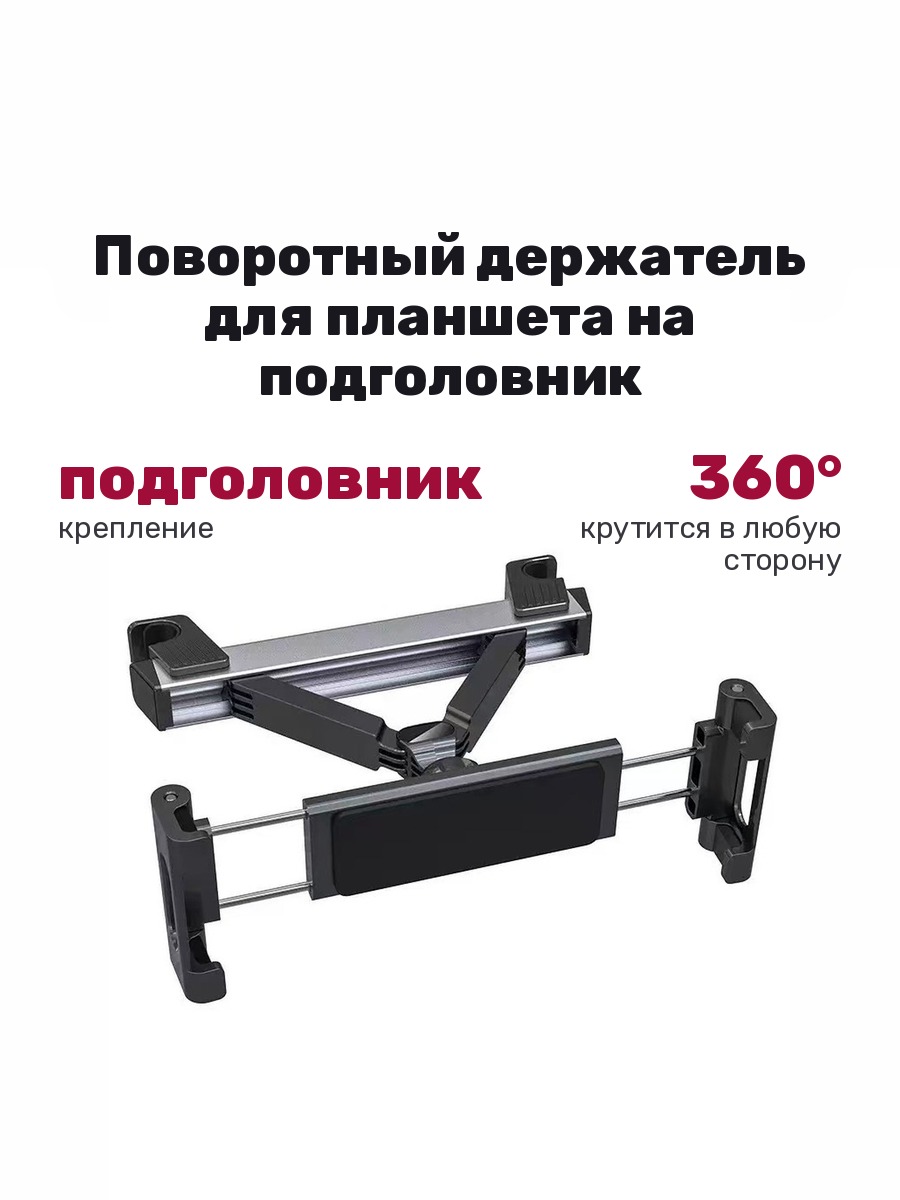 Поворотный держатель
для планшета на
подголовник
подголовник
крепление
360°
крутится в любую
сторону